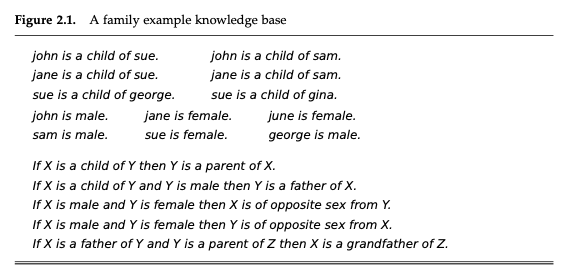 Figure 2.1. A family example knowledge base
john is a child of sue. john is a child of sam.
jane is a child of sue. jane is a child of sam.
sue is a child of george. sue is a child of gina.
john is male. jane is female. june is female.
sam is male. sue is female. george is male.
If X is a child of Y then Y is a parent of X.
If X is a child of Y and Y is male then Y is a father of X.
If X is male and Y is female then X is of opposite sex from Y.
If X is male and Y is female then Y is of opposite sex from X.
If X is a father of Y and Y is a parent of Z then X is a grandfather of Z.